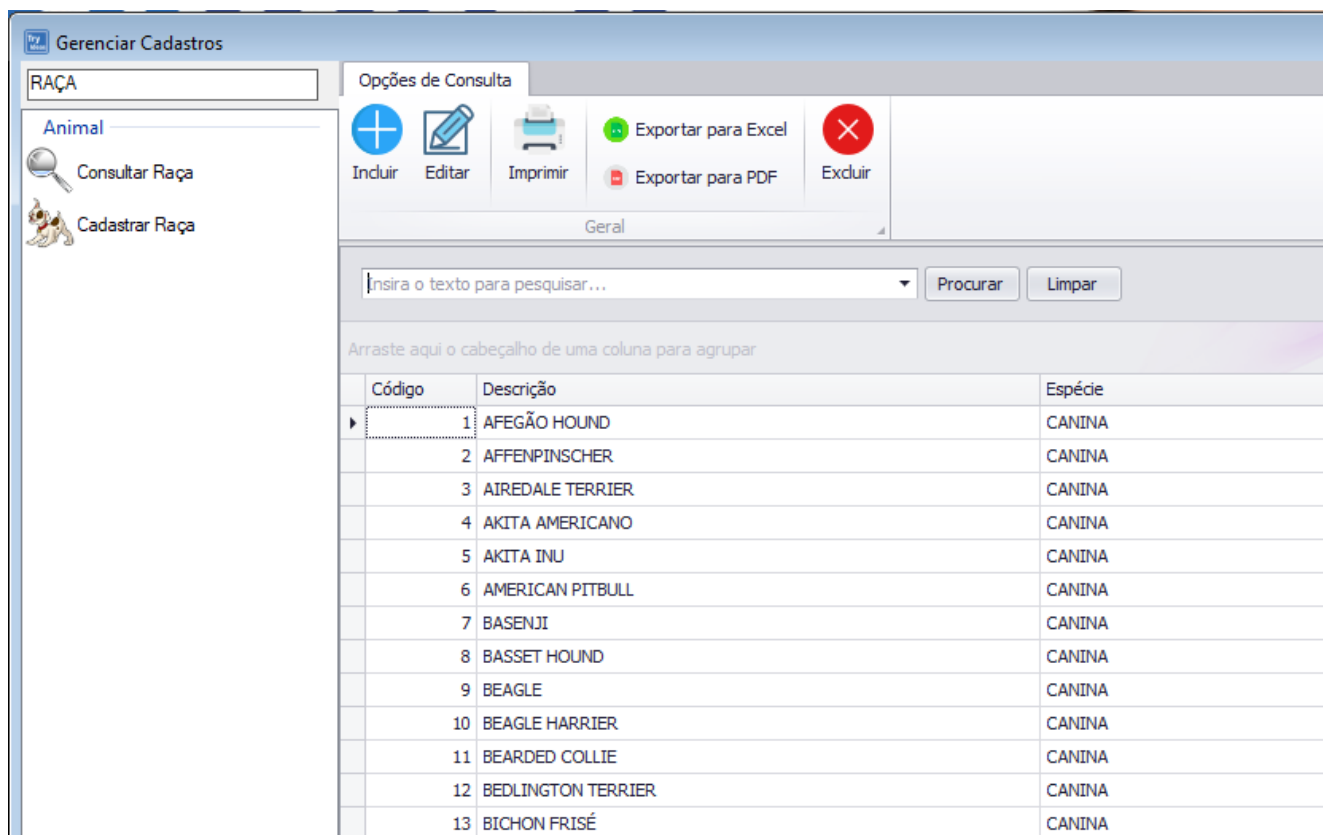 Gerenciar Cadastros
RAÇA
Animal
Consultar Raça
Cadastrar Raça
Opções de Consulta
Incluir
Editar
Imprimir
Exportar para Excel
Exportar para PDF
Excluir
Geral
Insira o texto para pesquisar...
Procurar
Limpar
Arraste aqui o cabeçalho de uma coluna para agrupar
Código Descrição Espécie
1 AFEGÃO HOUND CANINA
2 AFFENPINSCHER CANINA
3 AIREDALE TERRIER CANINA
4 AKITA AMERICANO CANINA
5 AKITA INU CANINA
6 AMERICAN PITBULL CANINA
7 BASENJI CANINA
8 BASSET HOUND CANINA
9 BEAGLE CANINA
10 BEAGLE HARRIER CANINA
11 BEARDED COLLIE CANINA
12 BEDLINGTON TERRIER CANINA
13 BICHON FRISÉ CANINA